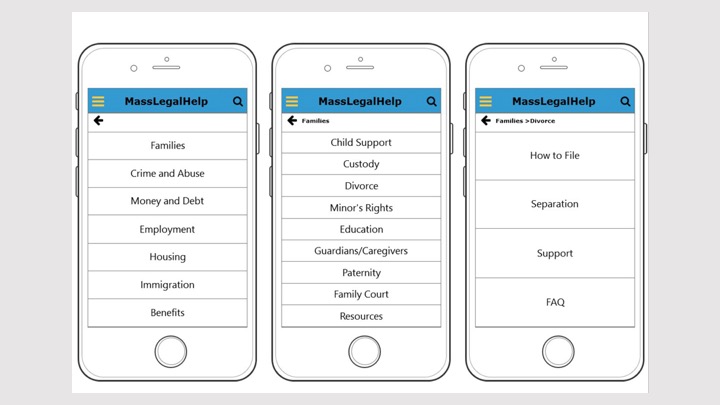 MassLegalHelp
Families
Crime and Abuse
Money and Debt
Employment
Housing
Immigration
Benefits
MassLegalHelp
Families
Child Support
Custody
Divorce
Minor's Rights
Education
Guardians/Caregivers
Paternity
Family Court
Resources
MassLegalHelp
Families >Divorce
How to File
Separation
Support
FAQ